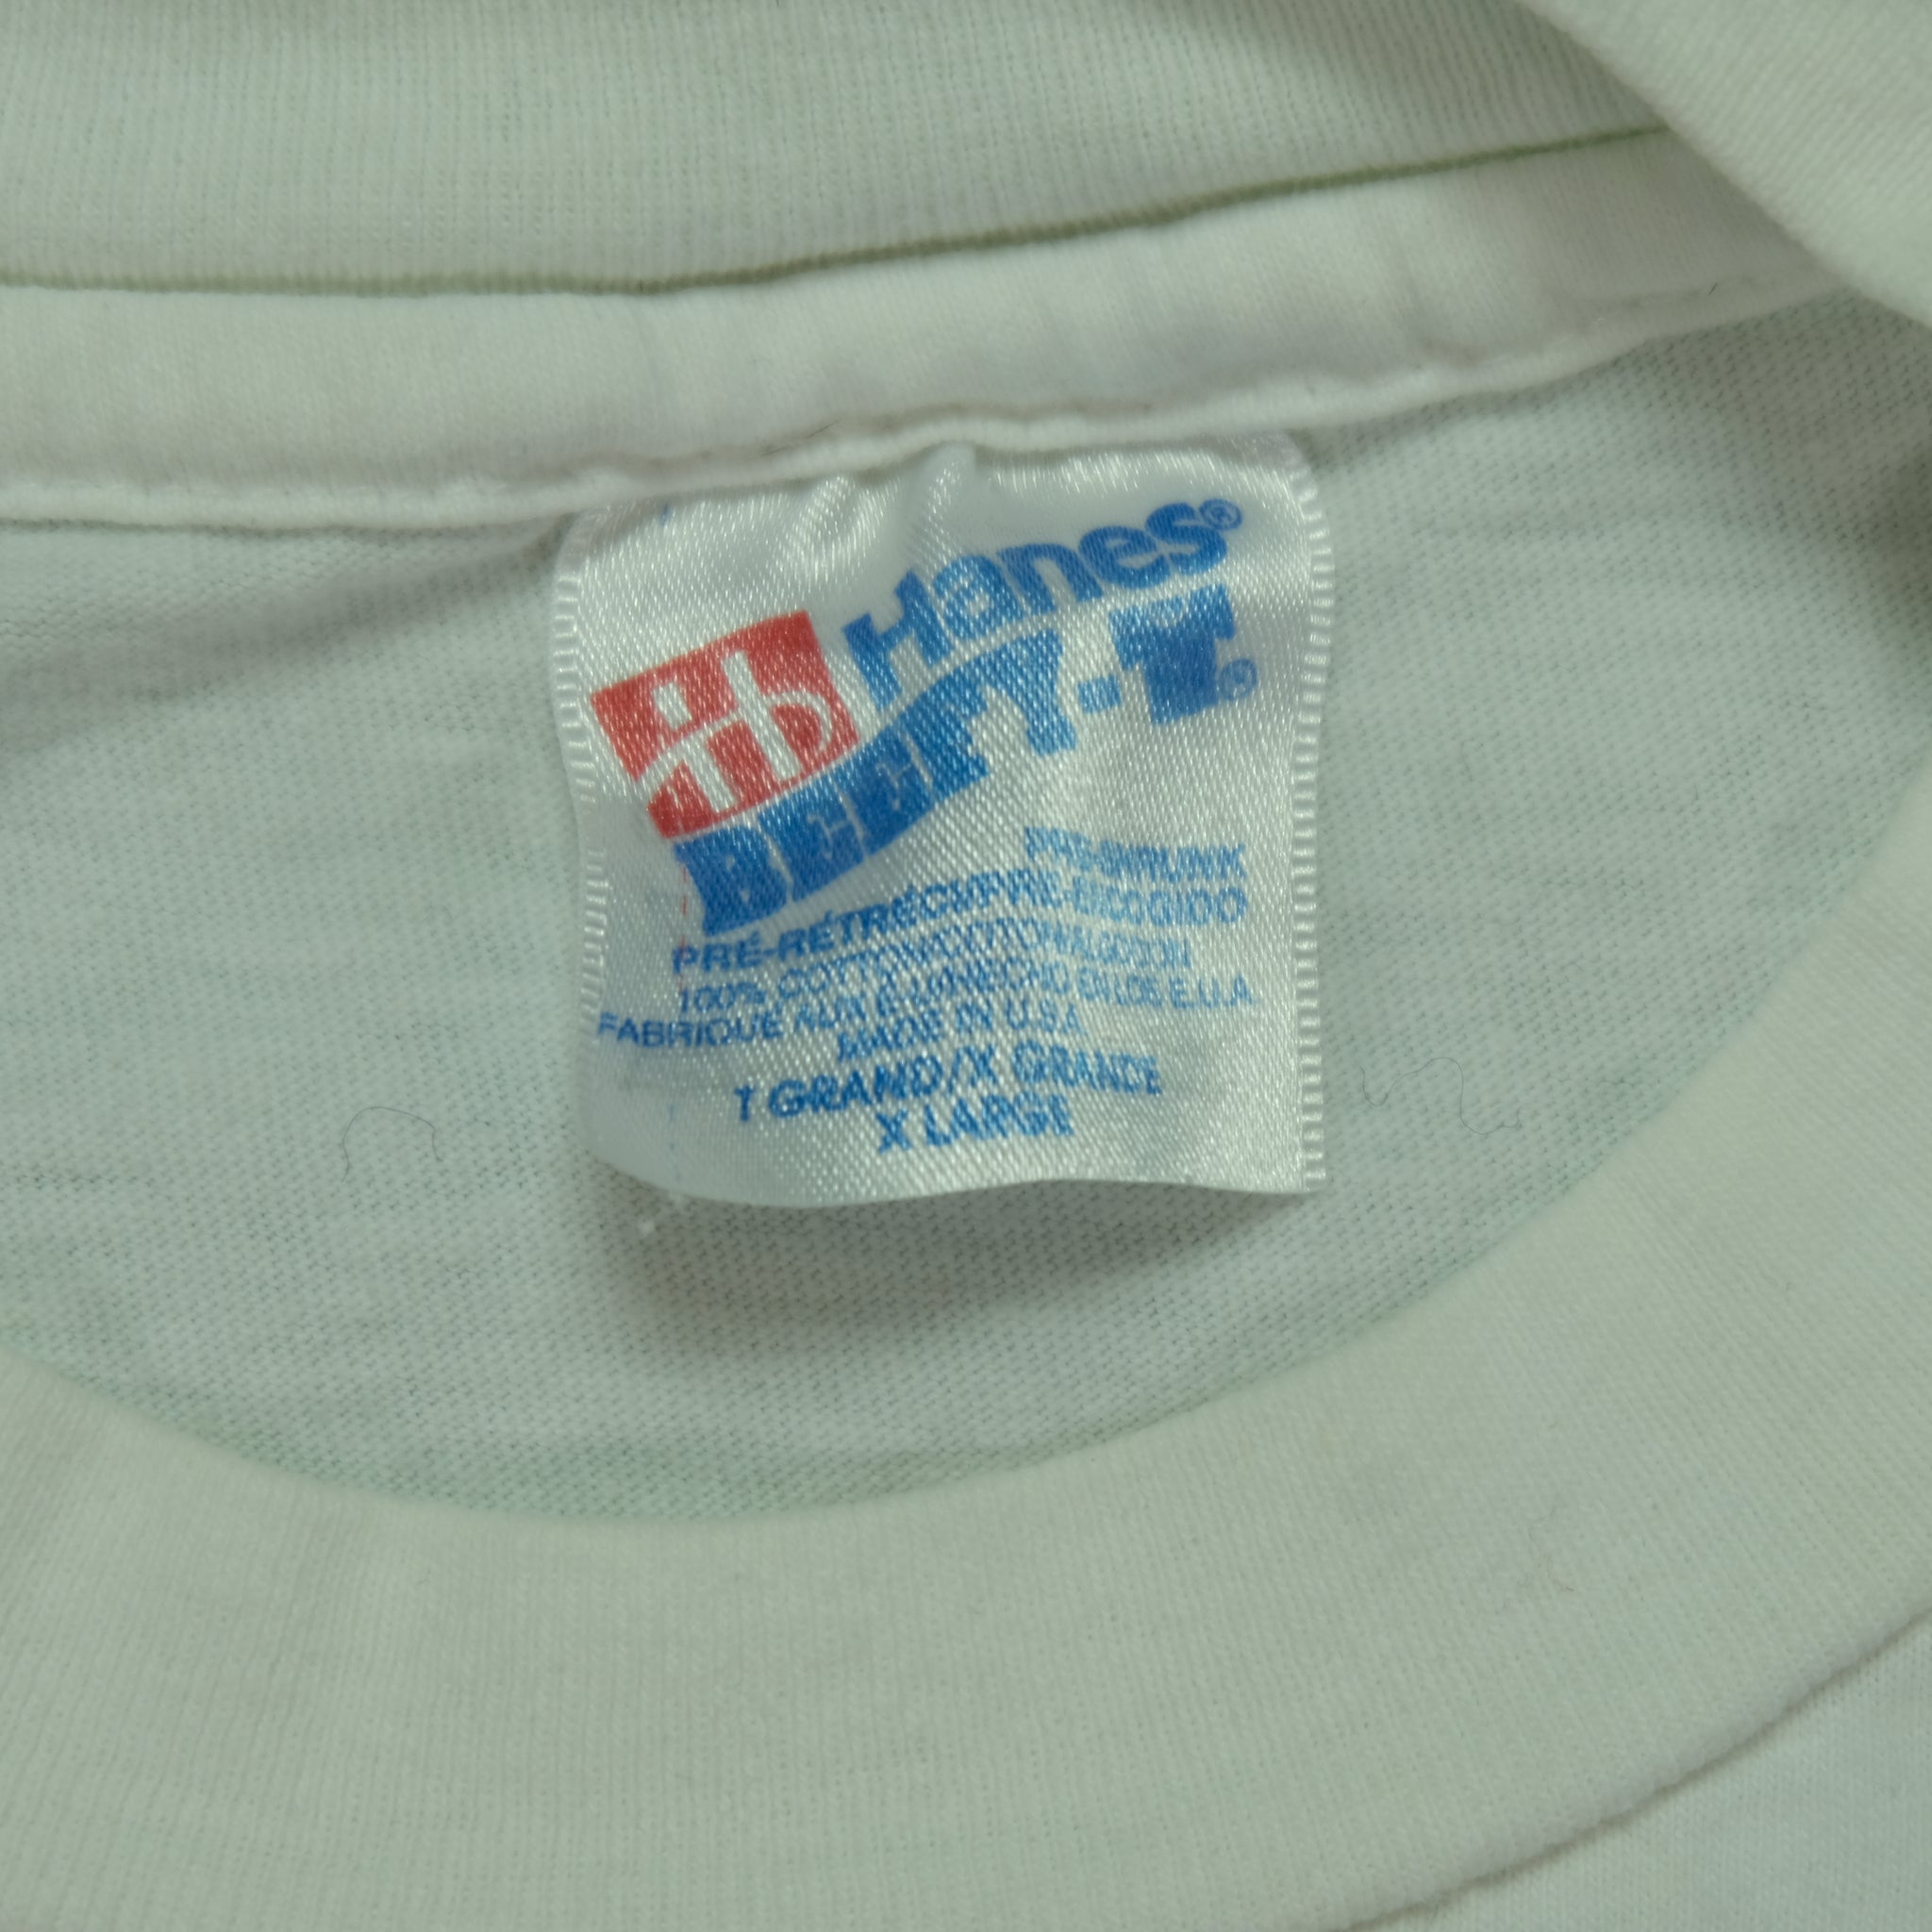 Hanes®
BEEFY-T®
PRE-SHRUNK
PRÉ-RÉTRÉCI/PRE-ENCOGIDO
100% COTTON/COTON/ALGODON
FABRIQUÉ AUX É.-U./HECHO EN LOS E.U.A.
MADE IN U.S.A.
T GRAND/X GRANDE
X LARGE